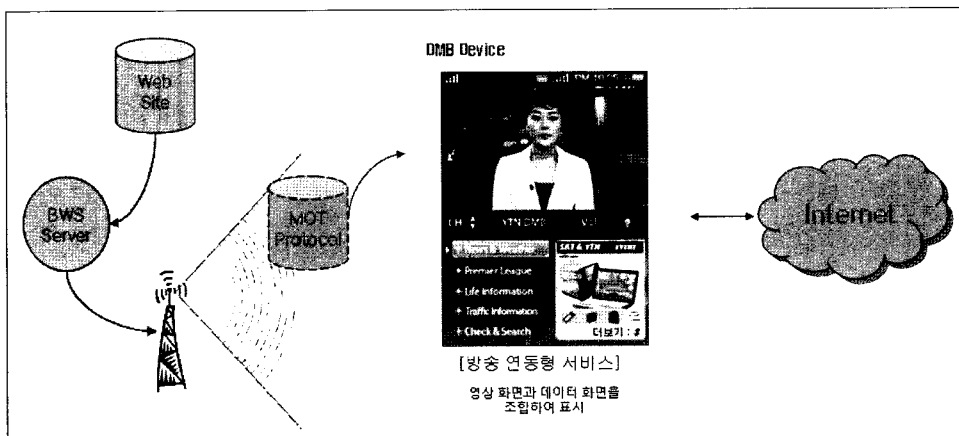 DMB Device
Web
Site
BWS
Server
MOT
Protocol
CH
YTN DMB
Premier League
Life Information
Traffic Information
Check & Search
SAT & YTN EVENT
더보기 : #
Internet
[방송 연동형 서비스]
영상 화면과 데이터 화면을
조합하여 표시